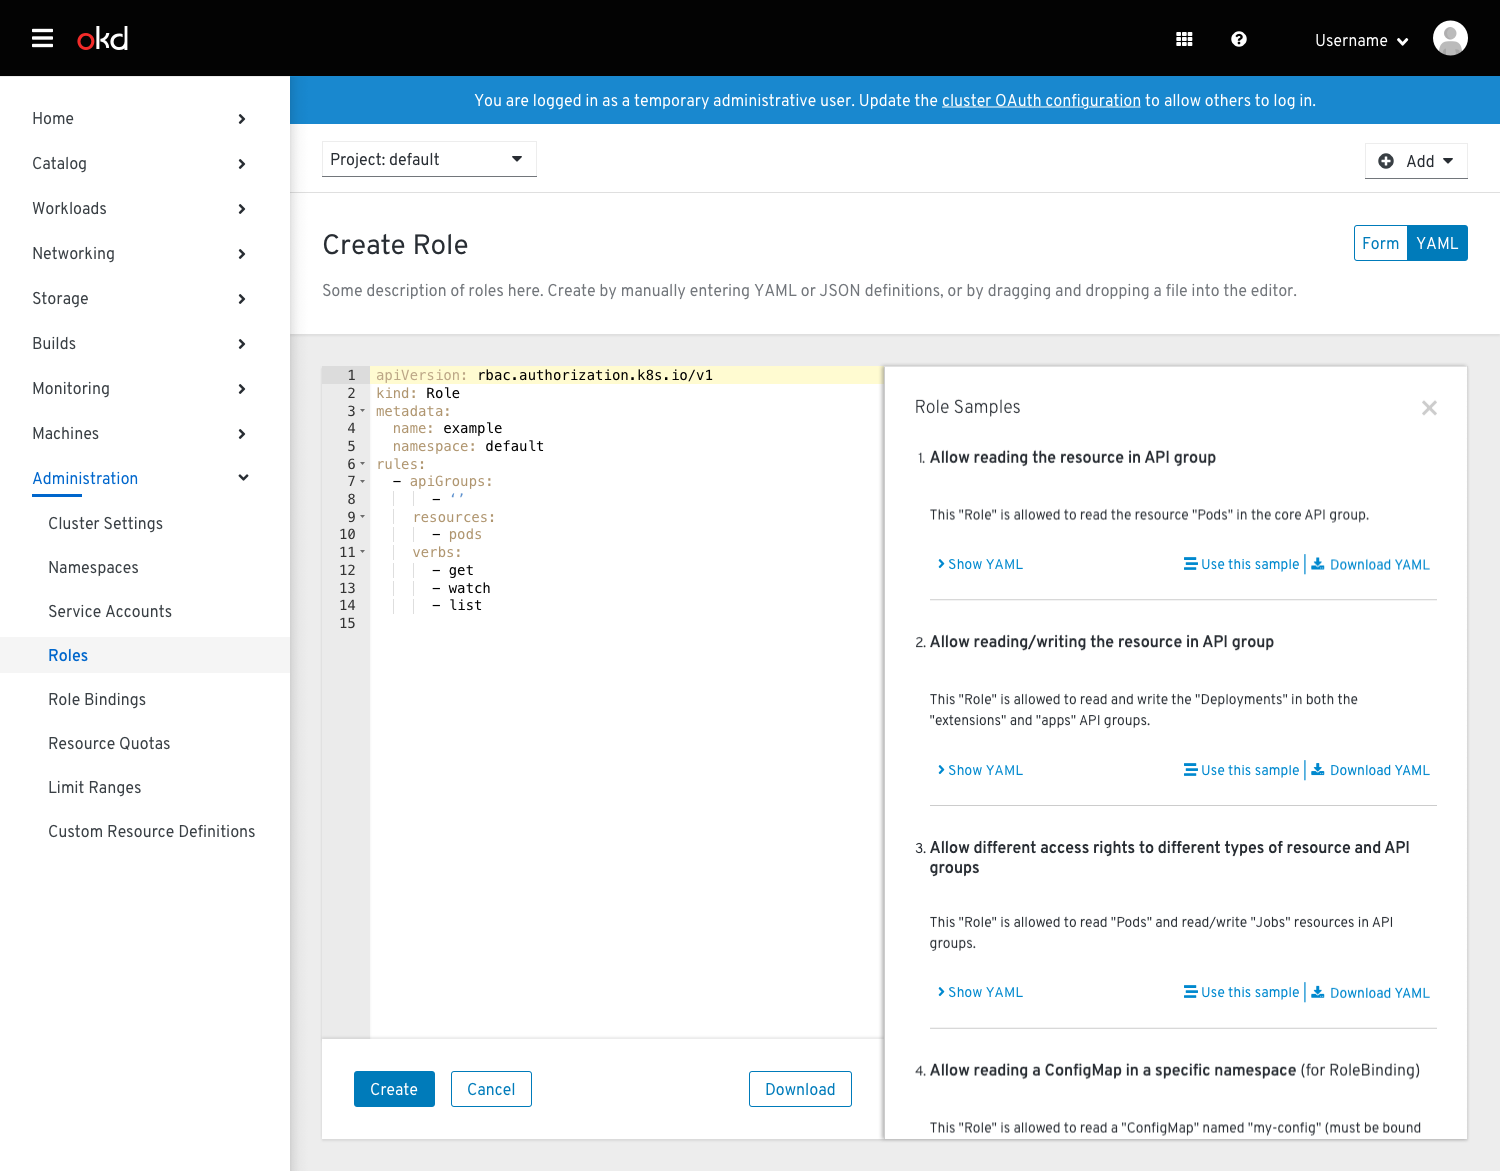 okd
Username
You are logged in as a temporary administrative user. Update the cluster OAuth configuration to allow others to log in.
Home
Catalog
Workloads
Networking
Storage
Builds
Monitoring
Machines
Administration
Cluster Settings
Namespaces
Service Accounts
Roles
Role Bindings
Resource Quotas
Limit Ranges
Custom Resource Definitions
Project: default
Add
Create Role
Form YAML
Some description of roles here. Create by manually entering YAML or JSON definitions, or by dragging and dropping a file into the editor.
1 apiVersion: rbac.authorization.k8s.io/v1
2 kind: Role
3 metadata:
4 name: example
5 namespace: default
6 rules:
7 - apiGroups:
8 - ‘’
9 resources:
10 - pods
11 verbs:
12 - get
13 - watch
14 - list
15
Create Cancel Download
Role Samples
1. Allow reading the resource in API group
This "Role" is allowed to read the resource "Pods" in the core API group.
Show YAML Use this sample | Download YAML
2. Allow reading/writing the resource in API group
This "Role" is allowed to read and write the "Deployments" in both the
"extensions" and "apps" API groups.
Show YAML Use this sample | Download YAML
3. Allow different access rights to different types of resource and API
groups
This "Role" is allowed to read "Pods" and read/write "Jobs" resources in API
groups.
Show YAML Use this sample | Download YAML
4. Allow reading a ConfigMap in a specific namespace (for RoleBinding)
This "Role" is allowed to read a "ConfigMap" named "my-config" (must be bound